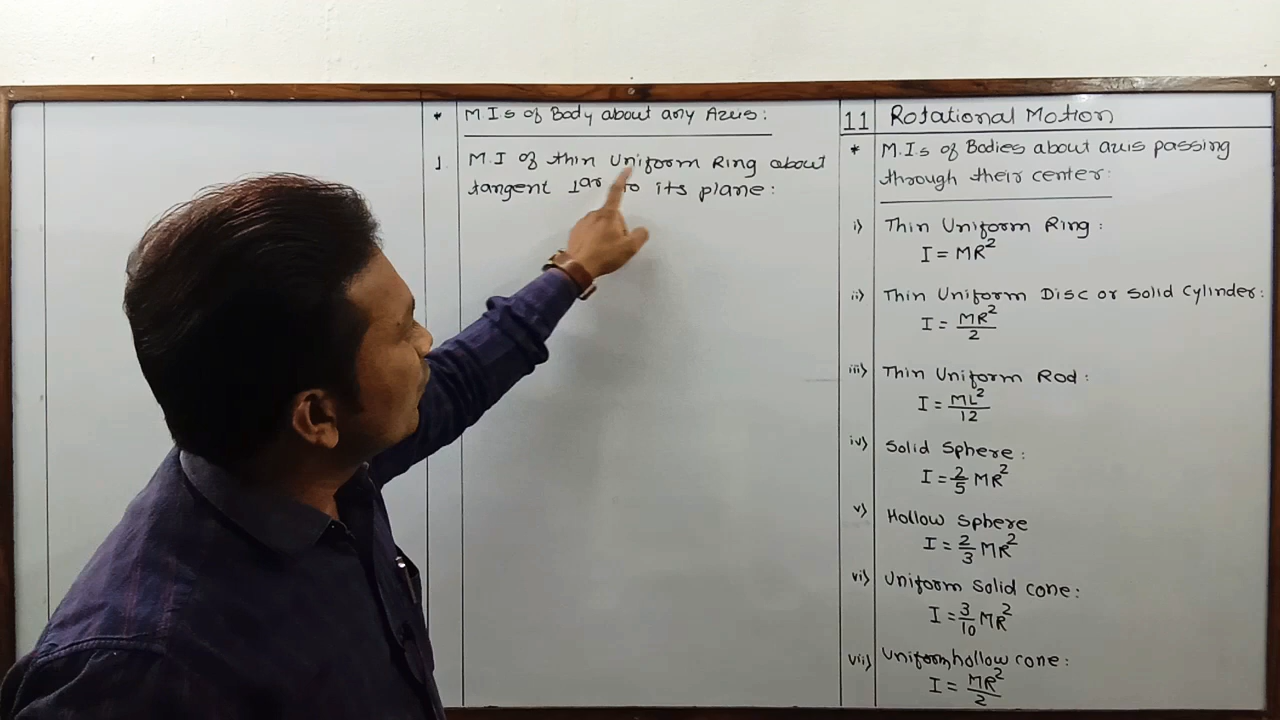 * M I s of Body about any Axis:
1. M.I of thin Uniform Ring about
tangent ⊥ar to its plane:
11 Rotational Motion
* M.I.s of Bodies about axis passing
through their center:
i) Thin Uniform Ring:
I = MR²
ii) Thin Uniform Disc or Solid Cylinder:
I = MR²/2
iii) Thin Uniform Rod:
I = ML²/12
iv) Solid Sphere:
I = 2/5 MR²
v) Hollow Sphere
I = 2/3 MR²
vi) Uniform Solid cone:
I = 3/10 MR²
vii) Uniform hollow cone:
I = MR²/2